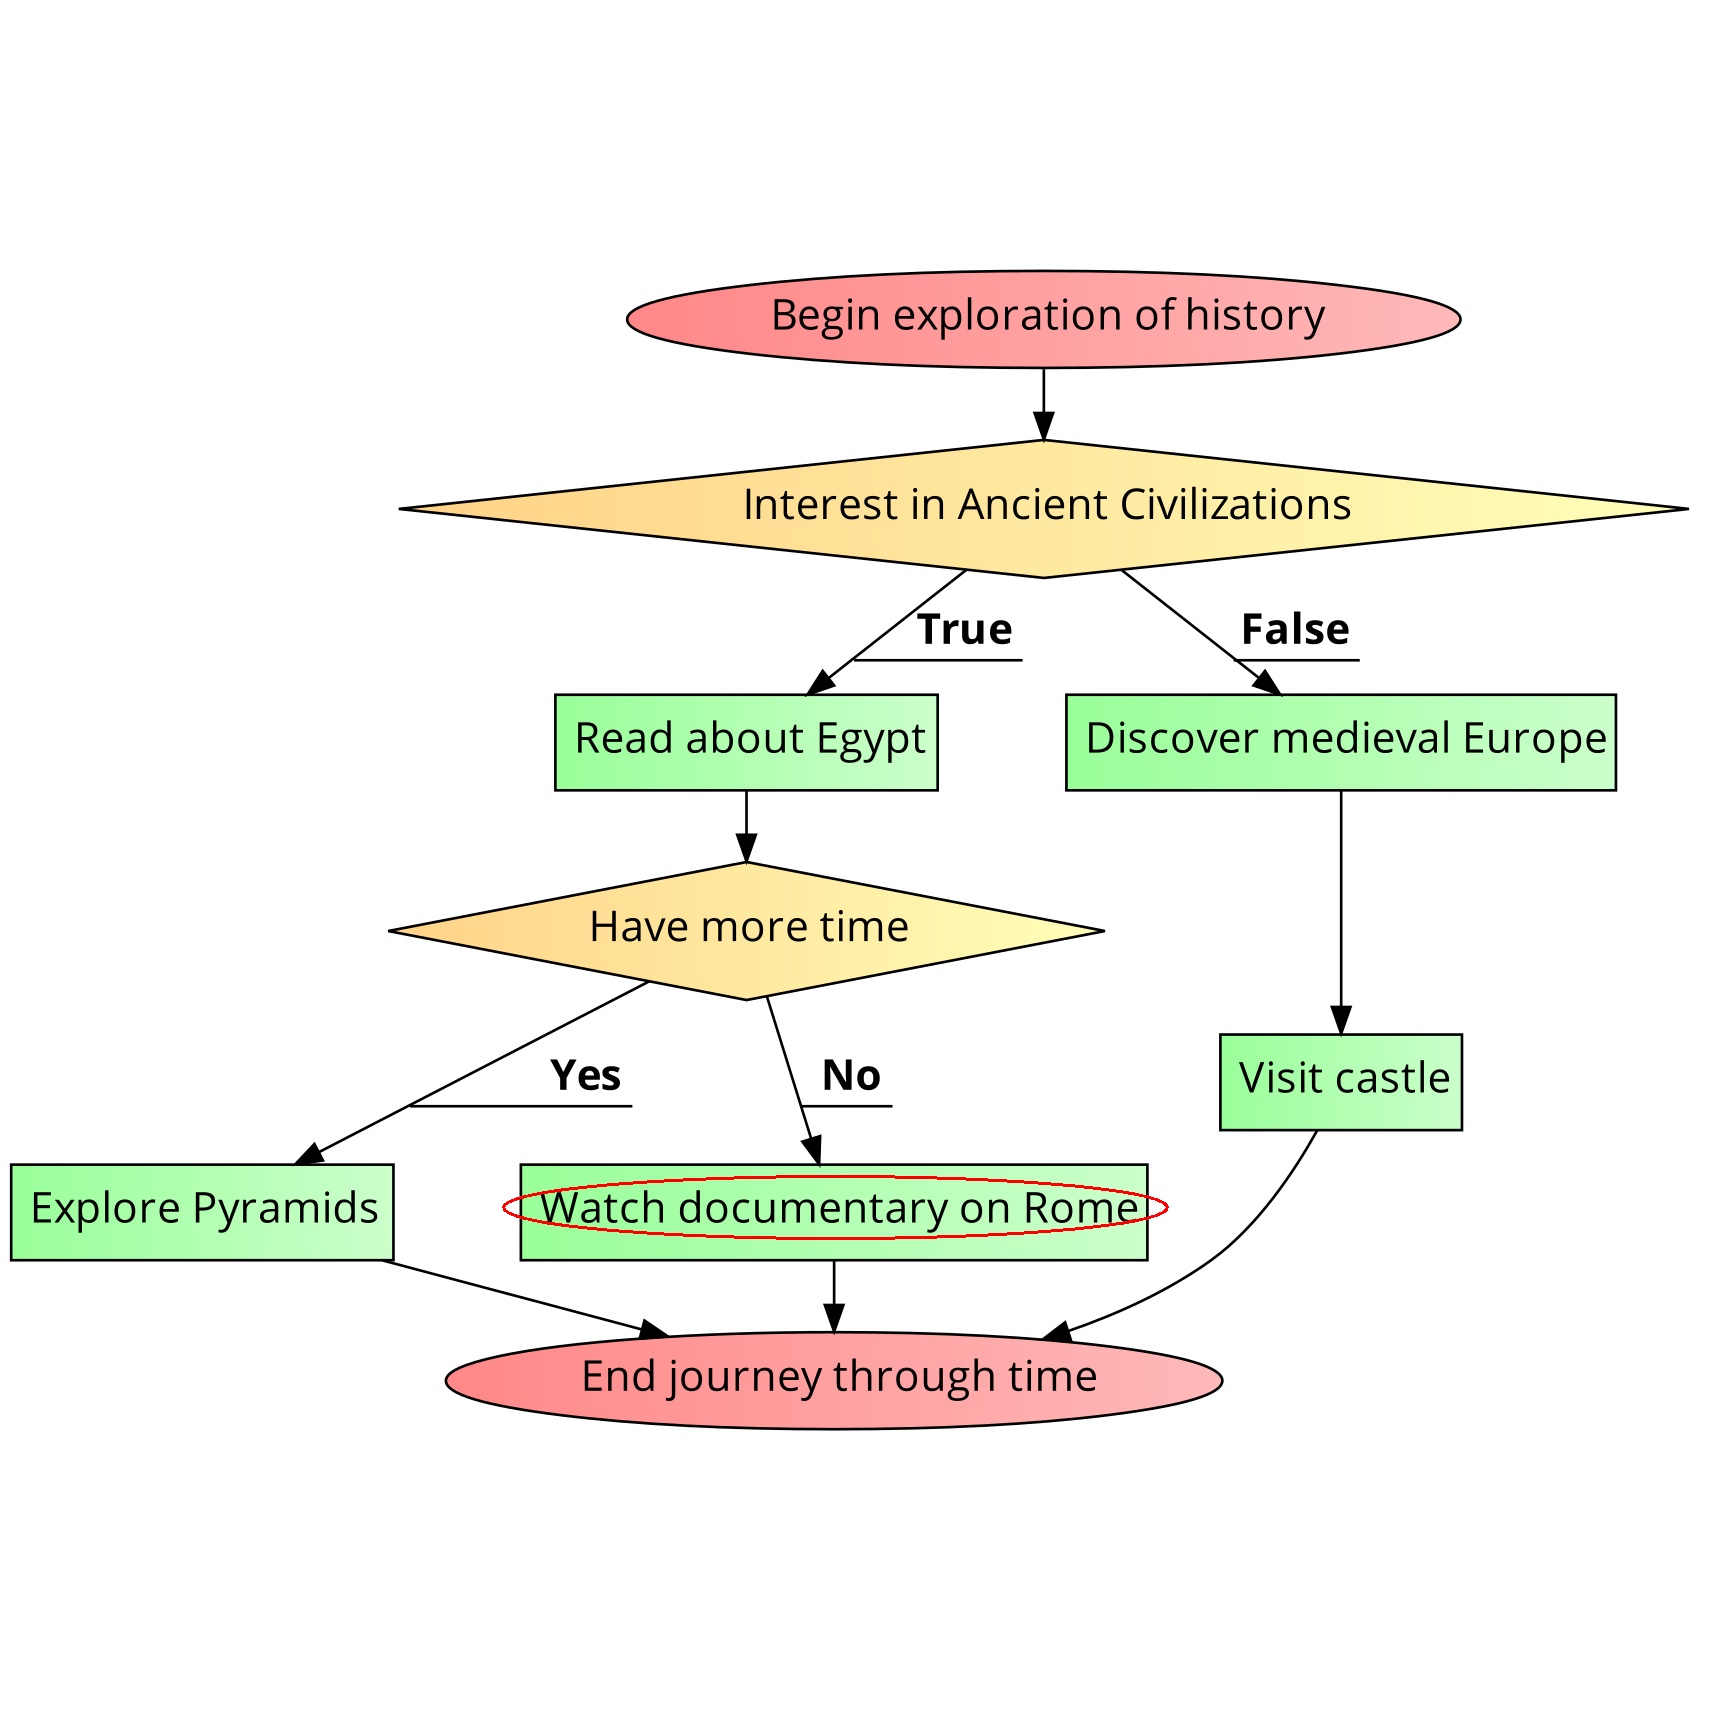 Begin exploration of history
Interest in Ancient Civilizations
True
False
Read about Egypt
Discover medieval Europe
Have more time
Yes
No
Visit castle
Explore Pyramids
Watch documentary on Rome
End journey through time